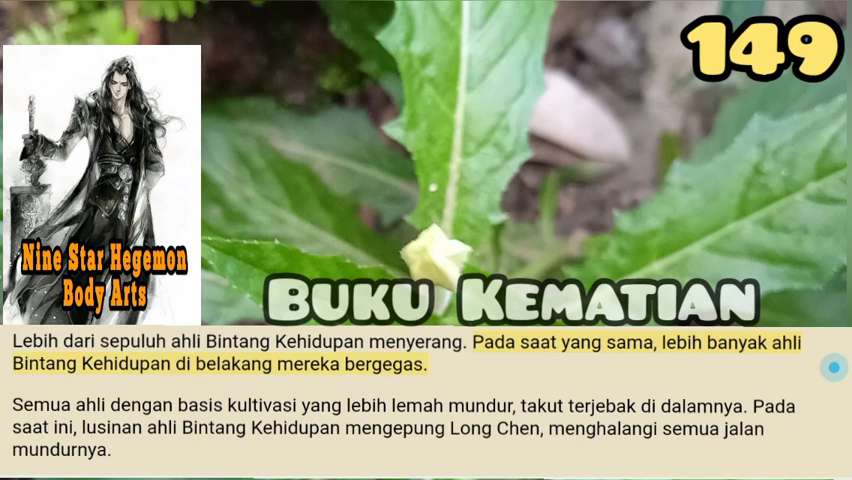 149
Nine Star Hegemon
Body Arts
BUKU KEMATIAN
Lebih dari sepuluh ahli Bintang Kehidupan menyerang. Pada saat yang sama, lebih banyak ahli
Bintang Kehidupan di belakang mereka bergegas.
Semua ahli dengan basis kultivasi yang lebih lemah mundur, takut terjebak di dalamnya. Pada
saat ini, lusinan ahli Bintang Kehidupan mengepung Long Chen, menghalangi semua jalan
mundurnya.